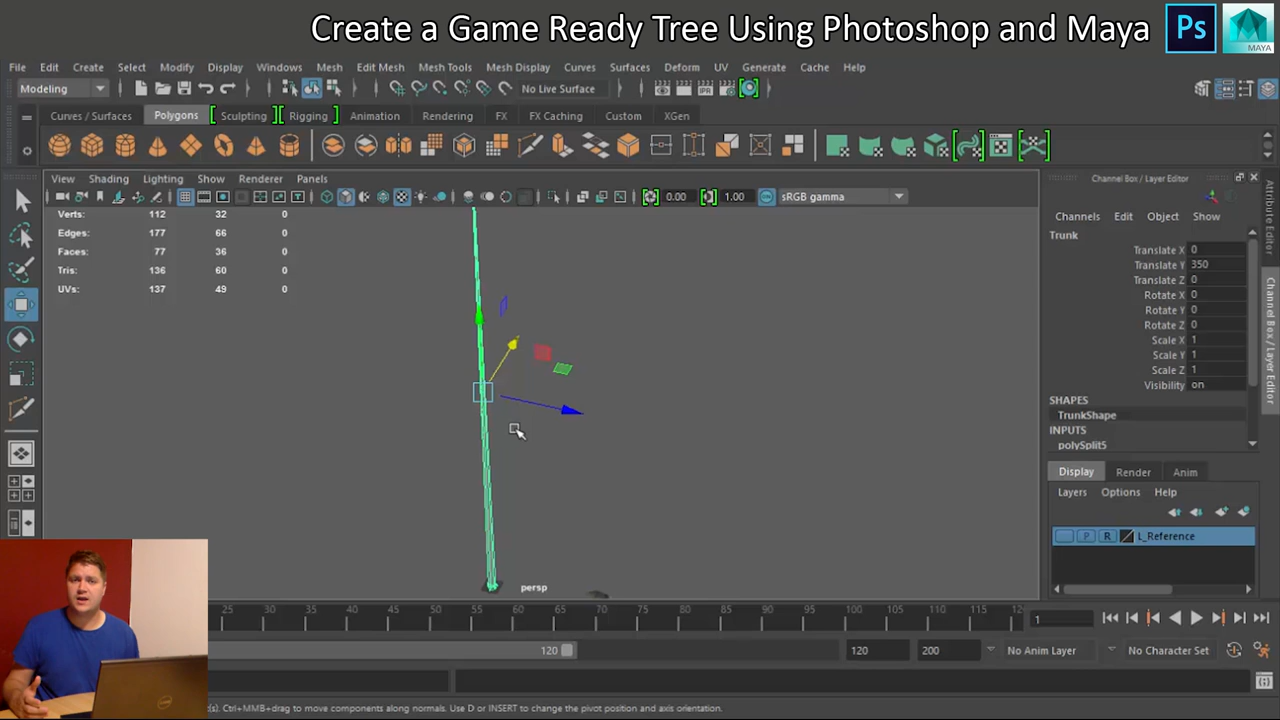 Create a Game Ready Tree Using Photoshop and Maya
Ps
MAYA
File Edit Create Select Modify Display Windows Mesh Edit Mesh Mesh Tools Mesh Display Curves Surfaces Deform UV Generate Cache Help
Modeling No Live Surface
Curves / Surfaces Polygons Sculpting Rigging Animation Rendering FX FX Caching Custom XGen
View Shading Lighting Show Renderer Panels
0.00 1.00 sRGB gamma
Verts: 112 32 0
Edges: 177 66 0
Faces: 77 36 0
Tris: 136 60 0
UVs: 137 49 0
persp
Channel Box / Layer Editor
Channels Edit Object Show
Trunk
Translate X 0
Translate Y 350
Translate Z 0
Rotate X 0
Rotate Y 0
Rotate Z 0
Scale X 1
Scale Y 1
Scale Z 1
Visibility on
SHAPES
TrunkShape
INPUTS
polySplit5
Display Render Anim
Layers Options Help
P R L_Reference
Attribute Editor
Channel Box / Layer Editor
25 30 35 40 45 50 55 60 65 70 75 80 85 90 95 100 105 110 115 12
1
120 120 200 No Anim Layer No Character Set
(s). Ctrl+MMB+drag to move components along normals. Use D or INSERT to change the pivot position and axis orientation.